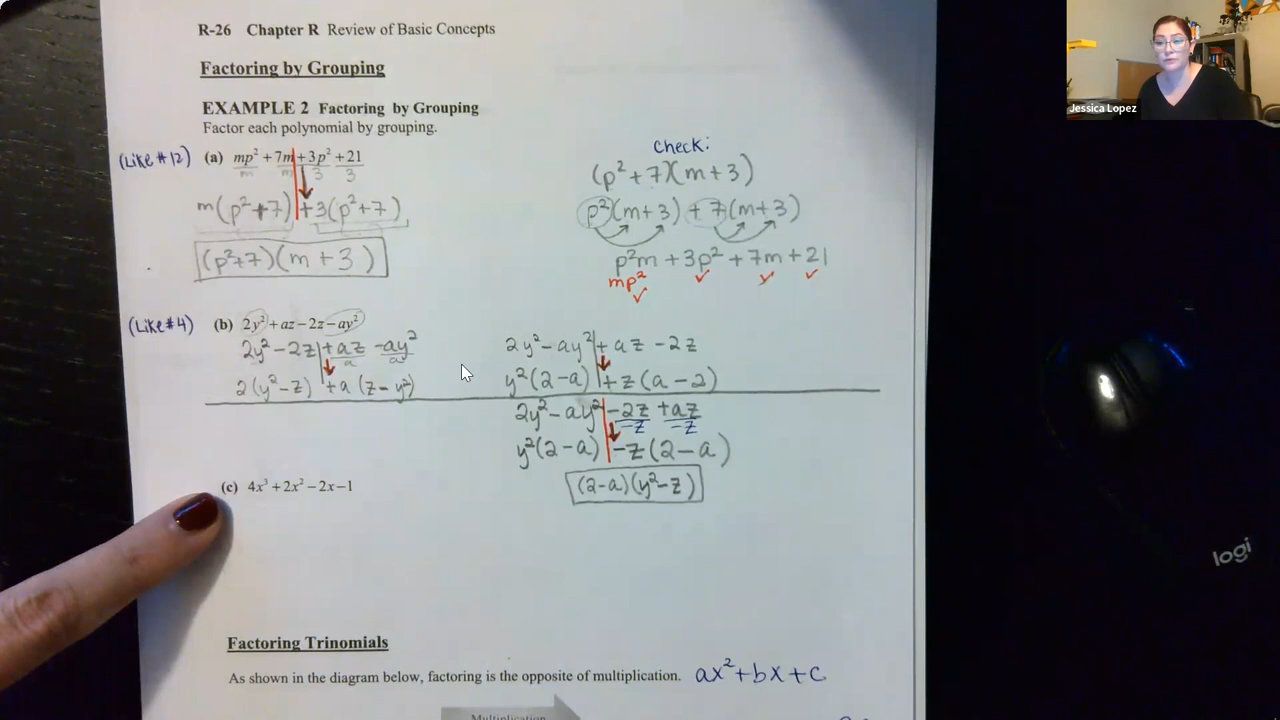 R-26 Chapter R Review of Basic Concepts
Factoring by Grouping
EXAMPLE 2 Factoring by Grouping
Factor each polynomial by grouping.
(Like #12) (a) mp² + 7m + 3p² + 21
m m 3 3
m(p² + 7) + 3(p² + 7)
(p²+7)(m + 3)
check:
(p² + 7)(m + 3)
p²(m + 3) + 7(m + 3)
p²m + 3p² + 7m + 21
mp² ✓ ✓ ✓
✓
(Like #4) (b) 2y² + az − 2z − ay²
2y² − 2z + az − ay²
a a
2(y² − z) + a(z − y²)
2y² − ay² + az − 2z
y²(2 − a) + z(a − 2)
2y² − ay² − 2z + az
−z −z
y²(2 − a) − z(2 − a)
(2−a)(y² − z)
(c) 4x³ + 2x² − 2x − 1
Factoring Trinomials
As shown in the diagram below, factoring is the opposite of multiplication. ax² + bx + c
Multiplication
Jessica Lopez
logi